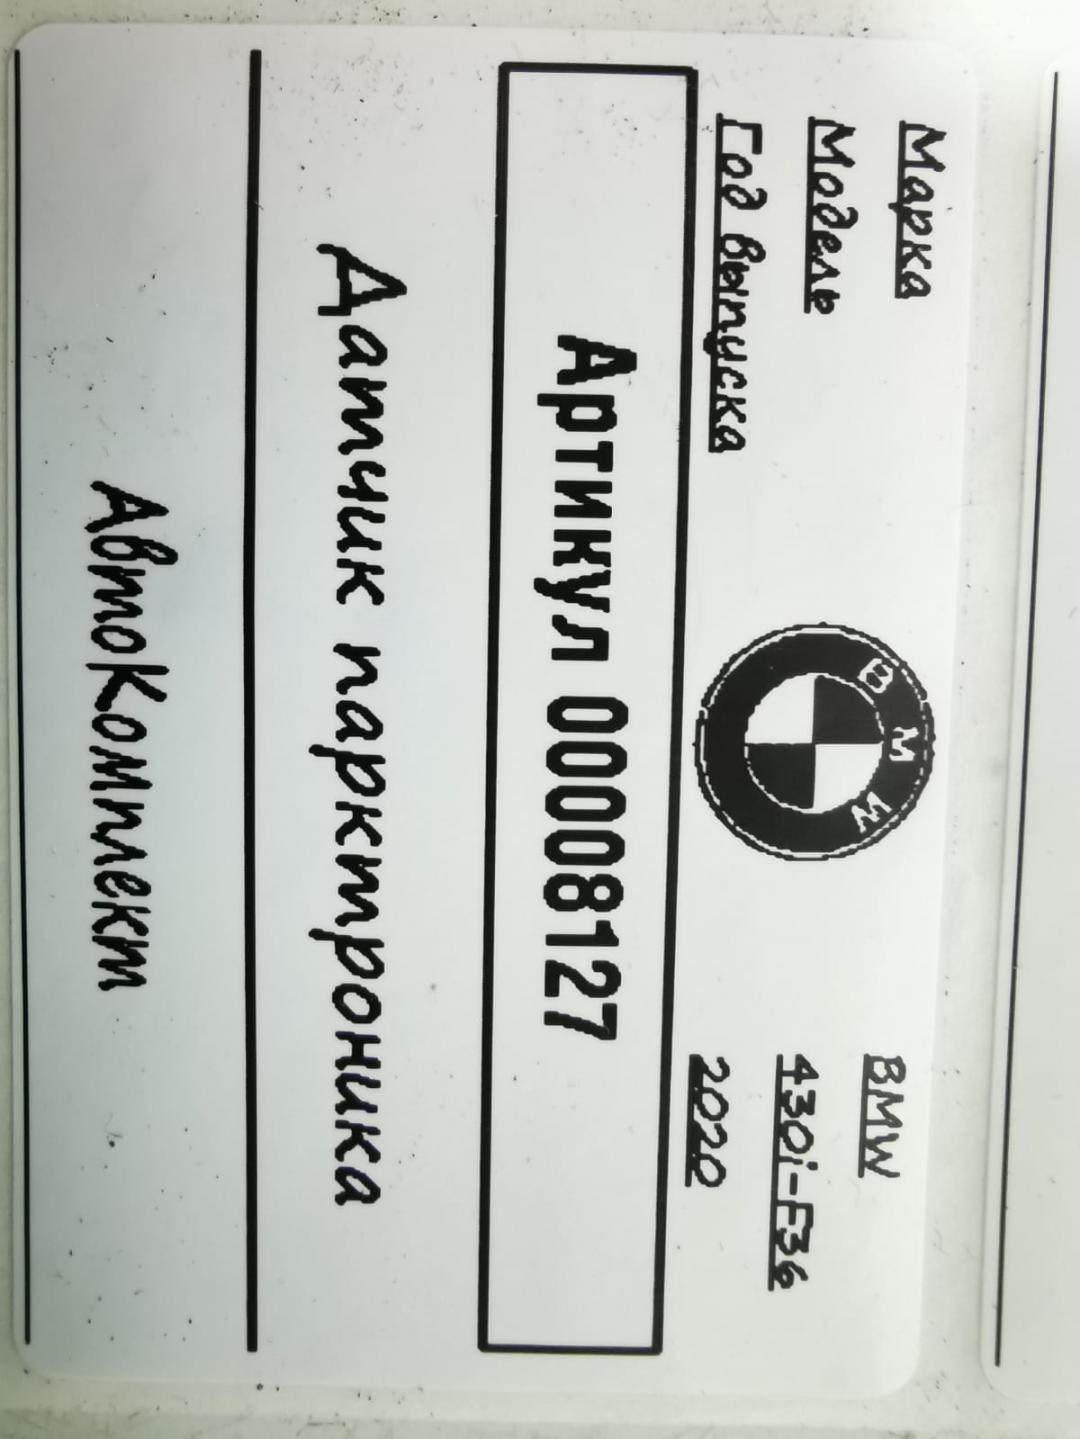 Марка BMW
Модель 430i-F36
Год выпуска 2020
BMW
Артикул 00008127
Датчик парктроника
АвтоКомплект